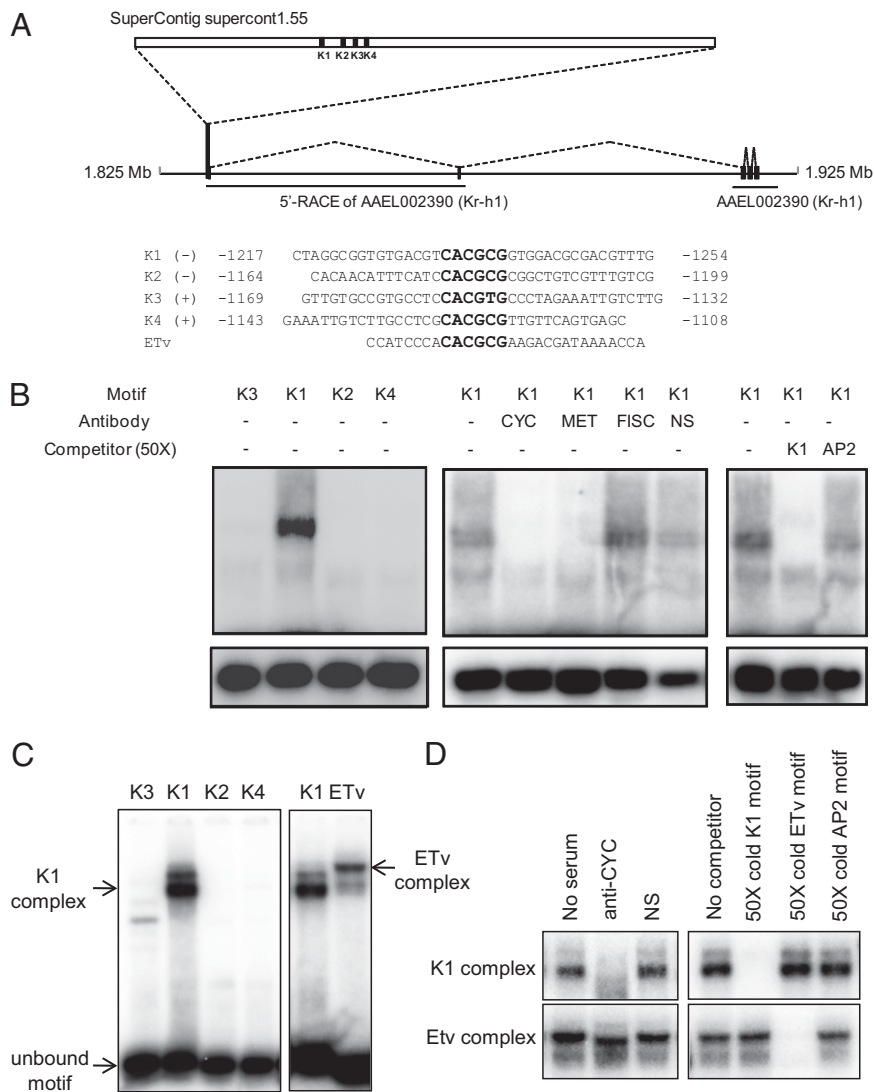 A
SuperContig supercont1.55
K1 K2 K3 K4
1.825 Mb
1.925 Mb
5'-RACE of AAEL002390 (Kr-h1)
AAEL002390 (Kr-h1)
K1 (-) -1217 CTAGGCGGTGTGACGTCACGCGGTGGACGCGACGTTTG -1254
K2 (-) -1164 CACAACATTTCATCCACGCGCGGCTGTCGTTTGTCG -1199
K3 (+) -1169 GTTGTGCCGTGCCTCCACGTGCCCTAGAAATTGTCTTG -1132
K4 (+) -1143 GAAATTGTCTTGCCTCGCACGCGTTGTTCAGTGAGC -1108
ETv CCATCCCACACGCGAAGACGATAAAACCA
B
Motif K3 K1 K2 K4 K1 K1 K1 K1 K1 K1 K1 K1
Antibody - - - - - CYC MET FISC NS - - -
Competitor (50X) - - - - - - - - - - K1 AP2
C
K3 K1 K2 K4 K1 ETv
K1 complex
ETv complex
unbound motif
D
No serum
anti-CYC
NS
No competitor
50X cold K1 motif
50X cold ETv motif
50X cold AP2 motif
K1 complex
Etv complex